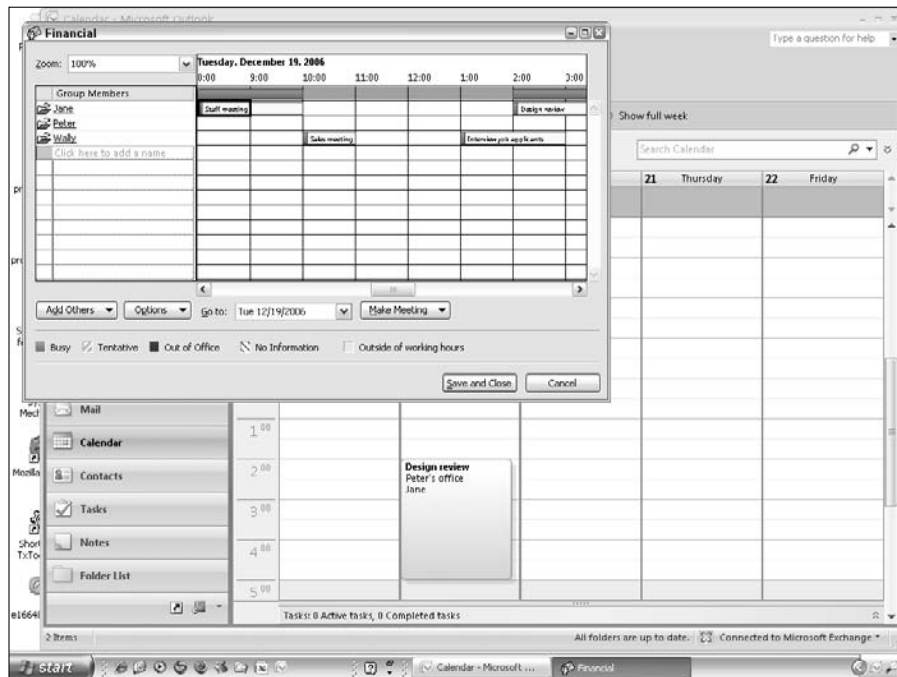 Calendar - Microsoft Outlook
Type a question for help
Financial
Zoom: 100%
Tuesday, December 19, 2006
9:00 10:00 11:00 12:00 1:00 2:00 3:00
Group Members
Jane
Staff meeting
Design review
Peter
Wally
Sales meeting
Interview job applicants
Click here to add a name
Add Others
Options
Go to: Tue 12/19/2006
Make Meeting
Busy
Tentative
Out of Office
No Information
Outside of working hours
Save and Close
Cancel
Show full week
Search Calendar
21 Thursday
22 Friday
Mail
Calendar
Contacts
Tasks
Notes
Folder List
1 00
2 00
3 00
4 00
5 00
Design review
Peter's office
Jane
Tasks: 0 Active tasks, 0 Completed tasks
2 Items
All folders are up to date.
Connected to Microsoft Exchange
Mech
Mozilla
Short
TxTo
e1664
start
Calendar - Microsoft ...
Financial